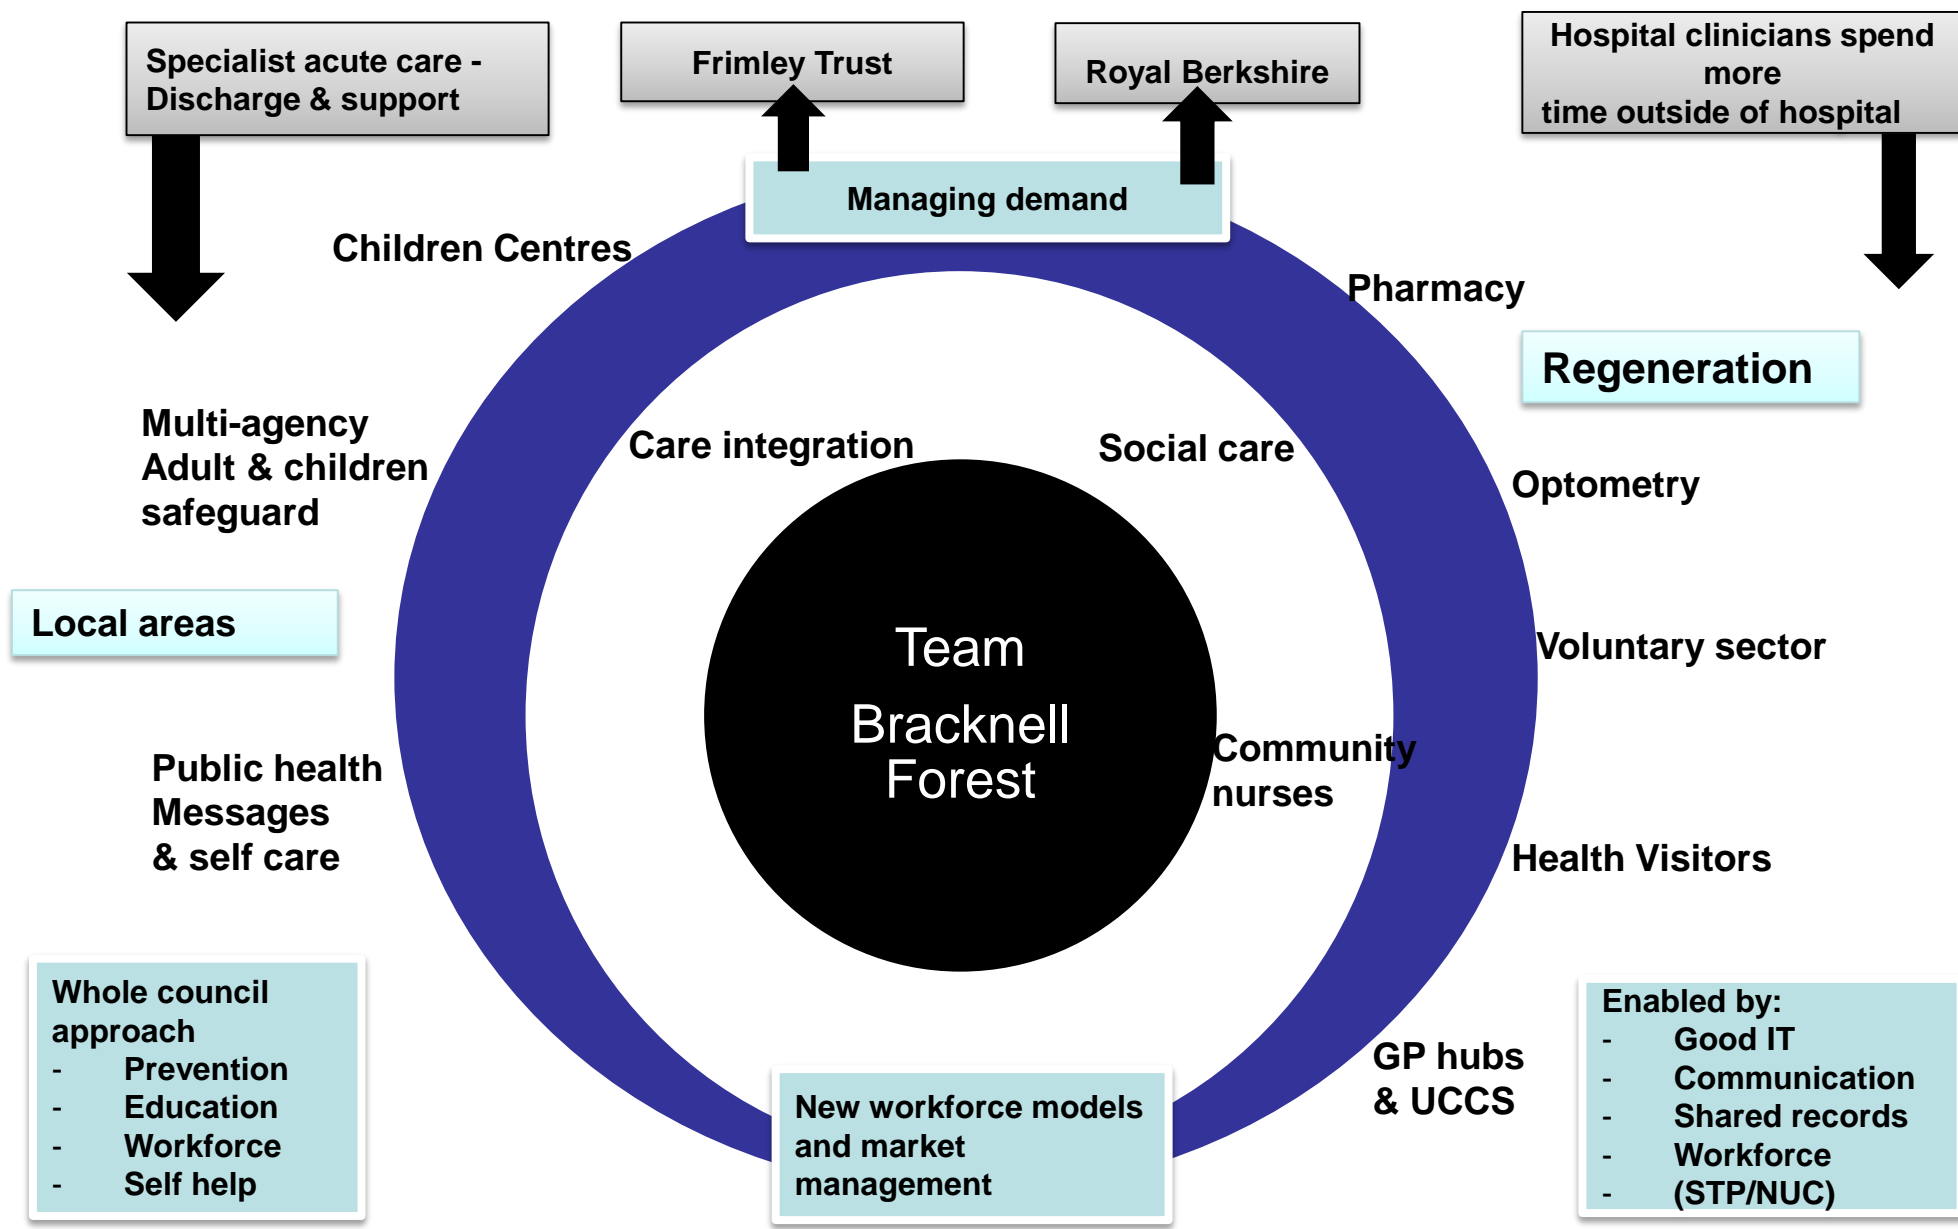 Specialist acute care -
Discharge & support
Frimley Trust
Royal Berkshire
Hospital clinicians spend
more
time outside of hospital
Managing demand
Children Centres
Pharmacy
Regeneration
Multi-agency
Adult & children
safeguard
Care integration
Social care
Optometry
Local areas
Team
Bracknell
Forest
Voluntary sector
Public health
Messages
& self care
Community
nurses
Health Visitors
Whole council
approach
- Prevention
- Education
- Workforce
- Self help
New workforce models
and market
management
GP hubs
& UCCS
Enabled by:
- Good IT
- Communication
- Shared records
- Workforce
- (STP/NUC)